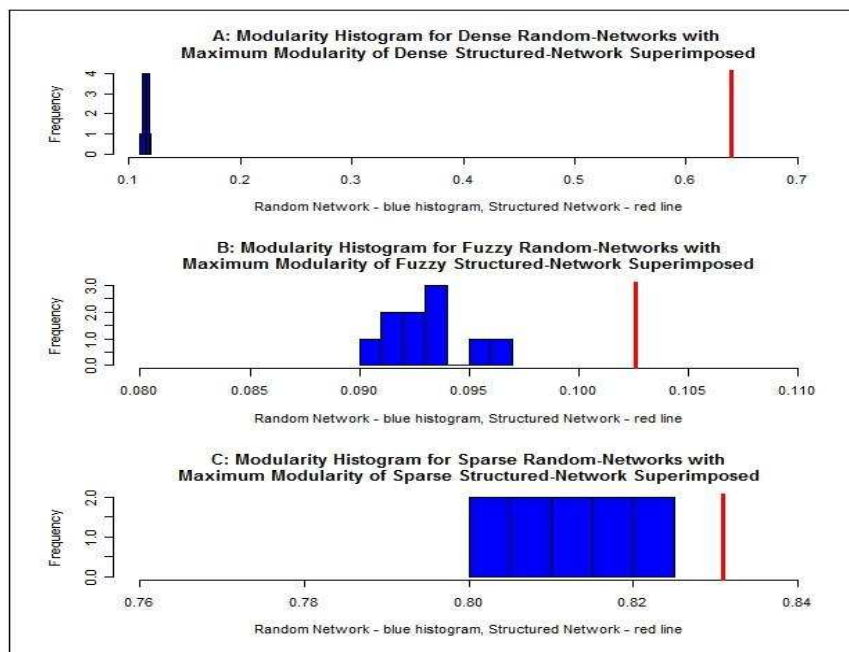 A: Modularity Histogram for Dense Random-Networks with
Maximum Modularity of Dense Structured-Network Superimposed
Frequency
4
3
2
1
0
0.1 0.2 0.3 0.4 0.5 0.6 0.7
Random Network - blue histogram, Structured Network - red line
B: Modularity Histogram for Fuzzy Random-Networks with
Maximum Modularity of Fuzzy Structured-Network Superimposed
Frequency
3.0
2.0
1.0
0.0
0.080 0.085 0.090 0.095 0.100 0.105 0.110
Random Network - blue histogram, Structured Network - red line
C: Modularity Histogram for Sparse Random-Networks with
Maximum Modularity of Sparse Structured-Network Superimposed
Frequency
2.0
1.0
0.0
0.76 0.78 0.80 0.82 0.84
Random Network - blue histogram, Structured Network - red line